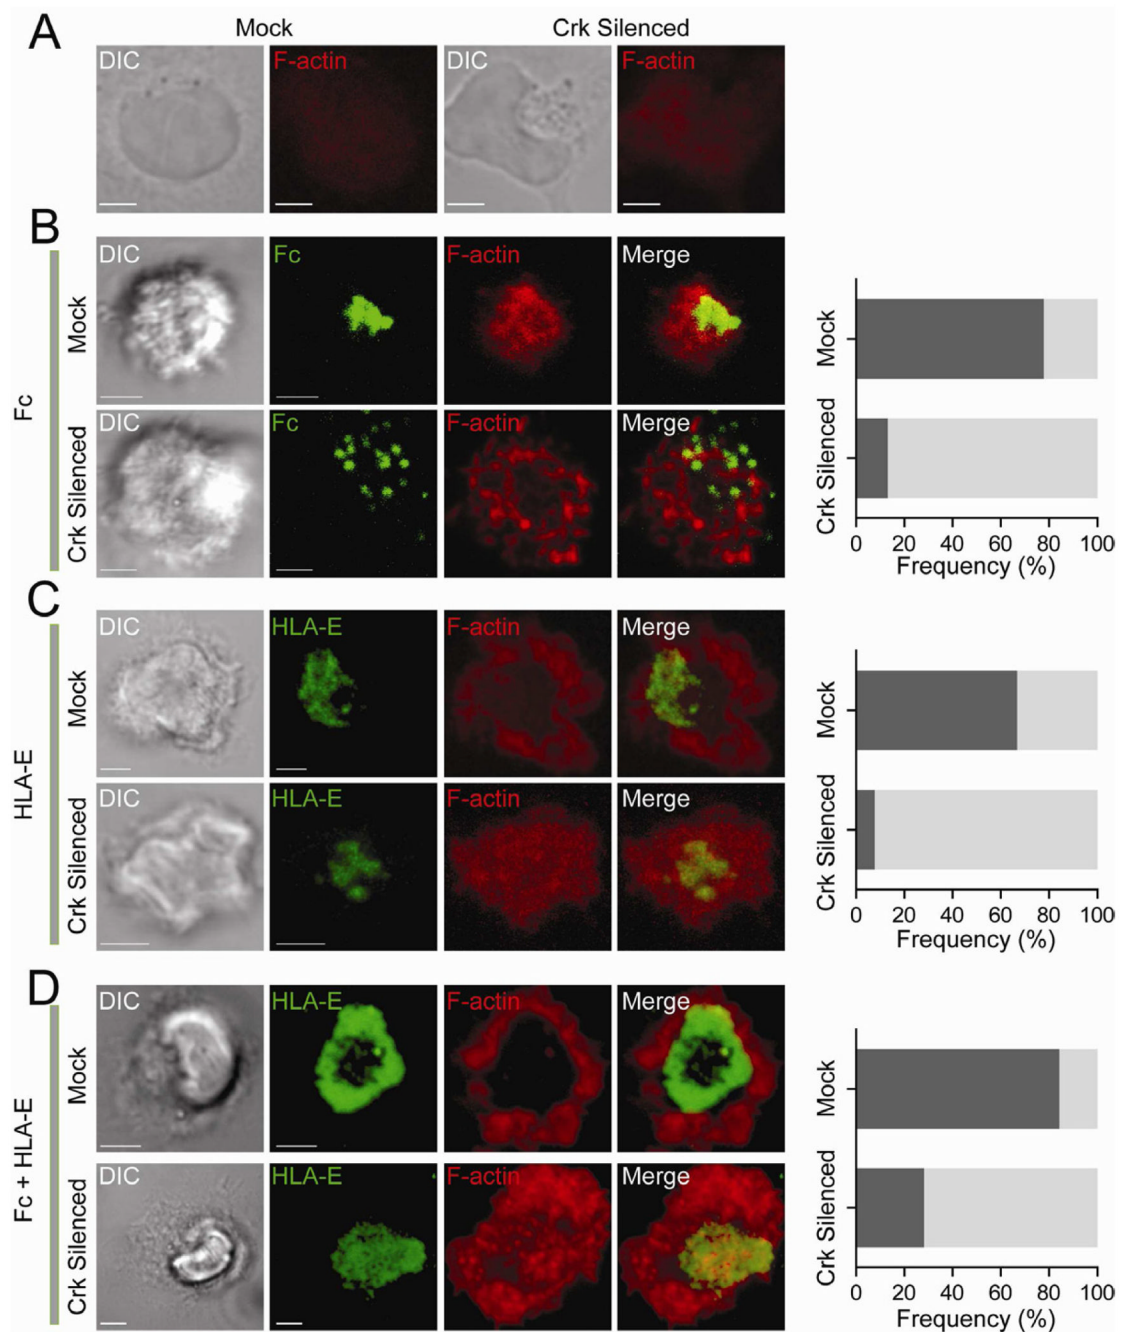 A
Mock
Crk Silenced
DIC
F-actin
DIC
F-actin
B
Fc
Mock
DIC
Fc
F-actin
Merge
Crk Silenced
DIC
Fc
F-actin
Merge
Mock
Crk Silenced
0 20 40 60 80 100
Frequency (%)
C
HLA-E
Mock
DIC
HLA-E
F-actin
Merge
Crk Silenced
DIC
HLA-E
F-actin
Merge
Mock
Crk Silenced
0 20 40 60 80 100
Frequency (%)
D
Fc + HLA-E
Mock
DIC
HLA-E
F-actin
Merge
Crk Silenced
DIC
HLA-E
F-actin
Merge
Mock
Crk Silenced
0 20 40 60 80 100
Frequency (%)